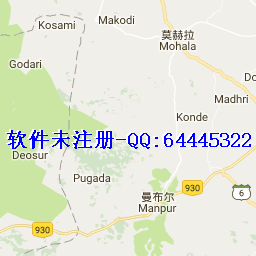 Makodi
Kosami
莫赫拉
Mohala
Godari
Madhri
Konde
软件未注册-QQ:64445322
Deosur
Pugada
930
6
曼布尔
Manpur
930